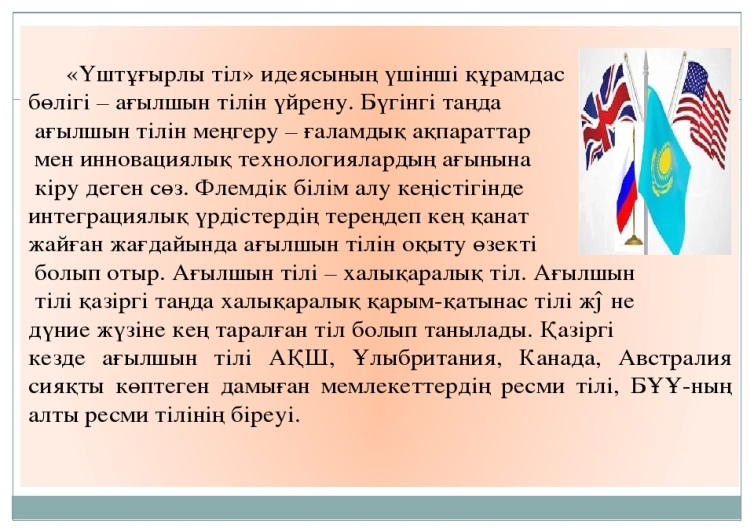 «Үштұғырлы тіл» идеясының үшінші құрамдас
бөлігі – ағылшын тілін үйрену. Бүгінгі таңда
ағылшын тілін меңгеру – ғаламдық ақпараттар
мен инновациялық технологиялардың ағынына
кіру деген сөз. Әлемдік білім алу кеңістігінде
интеграциялық үрдістердің тереңдеп кең қанат
жайған жағдайында ағылшын тілін оқыту өзекті
болып отыр. Ағылшын тілі – халықаралық тіл. Ағылшын
тілі қазіргі таңда халықаралық қарым-қатынас тілі және
дүние жүзіне кең таралған тіл болып танылады. Қазіргі
кезде ағылшын тілі АҚШ, Ұлыбритания, Канада, Австралия
сияқты көптеген дамыған мемлекеттердің ресми тілі, БҰҰ-ның
алты ресми тілінің біреуі.